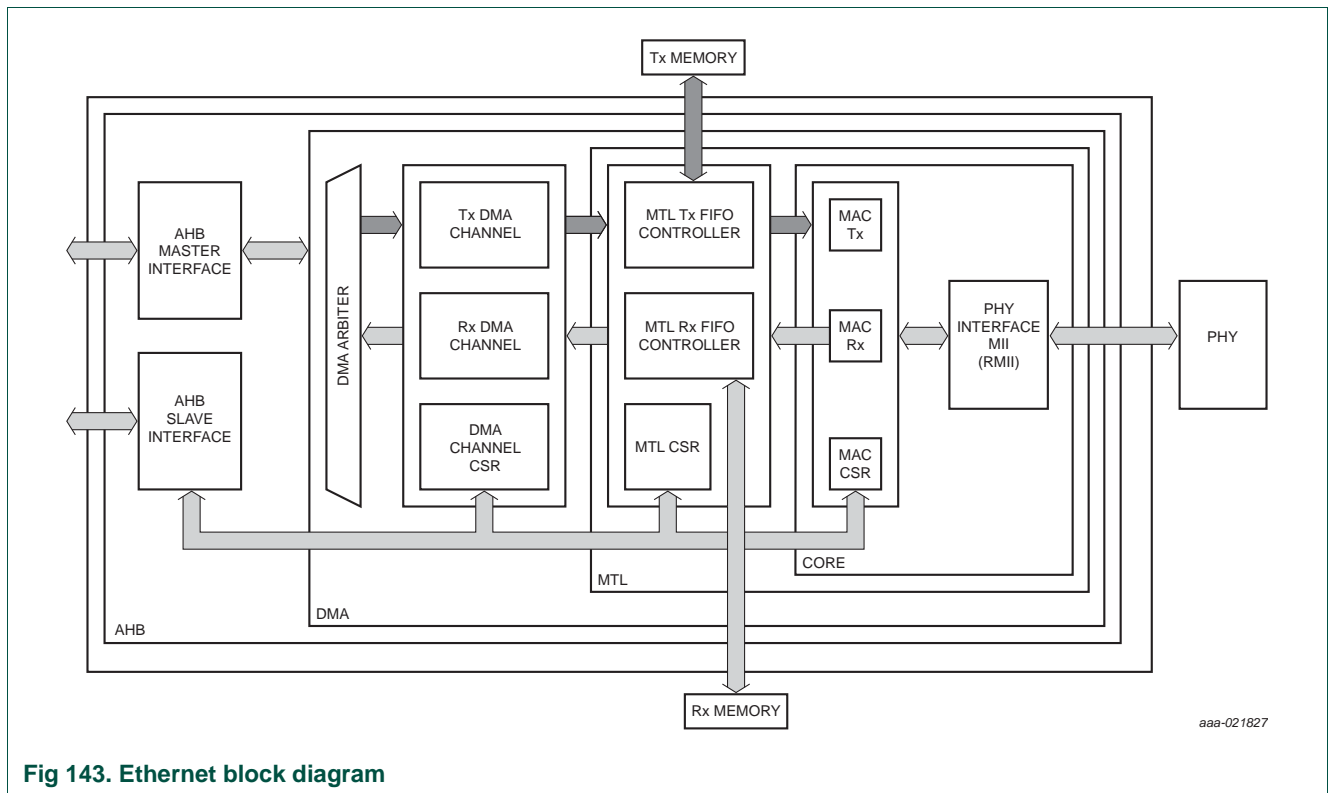 Tx MEMORY
AHB
MASTER
INTERFACE
DMA ARBITER
Tx DMA
CHANNEL
MTL Tx FIFO
CONTROLLER
MAC
Tx
AHB
SLAVE
INTERFACE
Rx DMA
CHANNEL
MTL Rx FIFO
CONTROLLER
MAC
Rx
PHY
INTERFACE
MII
(RMII)
PHY
DMA
CHANNEL
CSR
MTL CSR
MAC
CSR
CORE
MTL
DMA
AHB
Rx MEMORY
aaa-021827
Fig 143. Ethernet block diagram